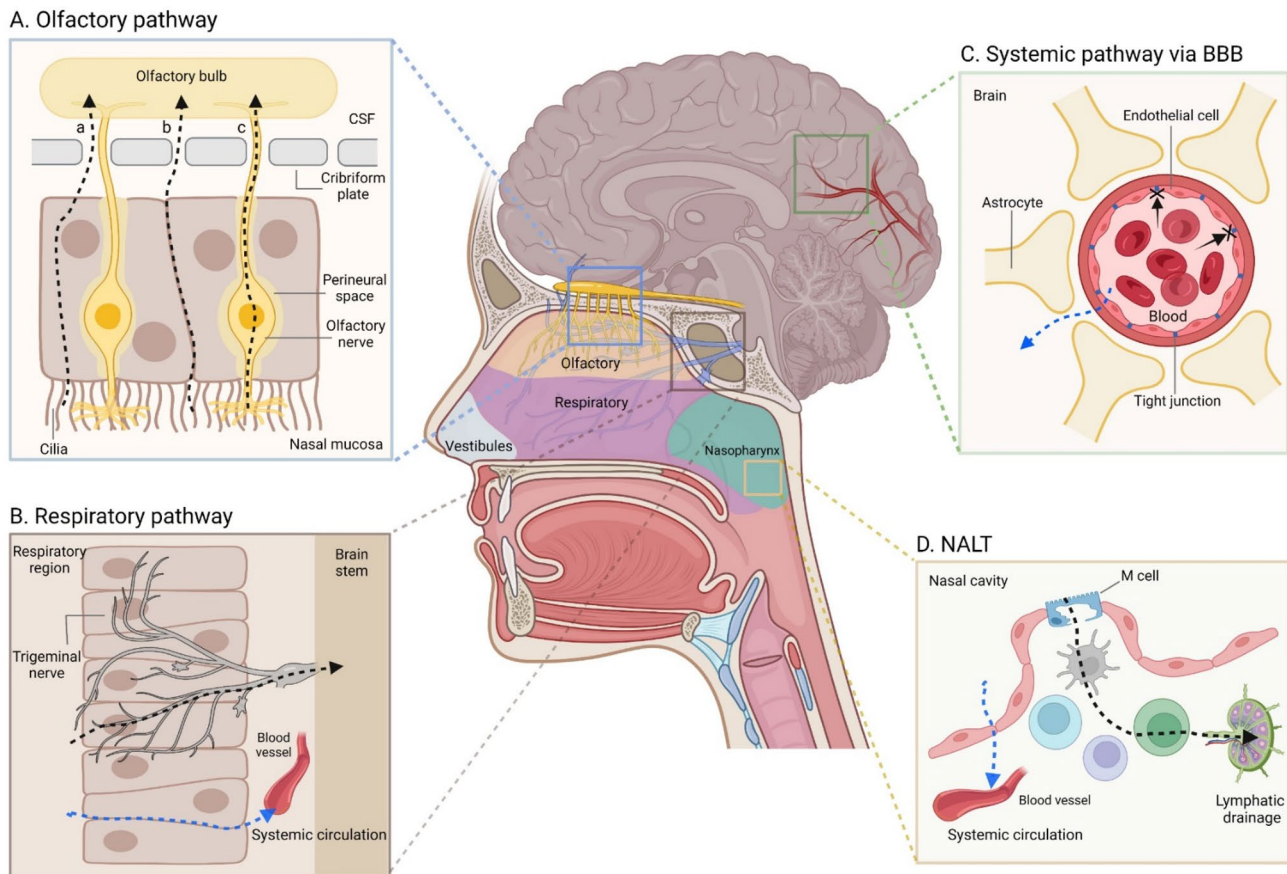 A. Olfactory pathway
Olfactory bulb
a
b
c
CSF
Cribriform
plate
Perineural
space
Olfactory
nerve
Cilia
Nasal mucosa
B. Respiratory pathway
Respiratory
region
Brain
stem
Trigeminal
nerve
Blood
vessel
Systemic circulation
Olfactory
Respiratory
Vestibules
Nasopharynx
C. Systemic pathway via BBB
Brain
Endothelial cell
Astrocyte
Blood
Tight junction
D. NALT
Nasal cavity
M cell
Blood vessel
Systemic circulation
Lymphatic
drainage